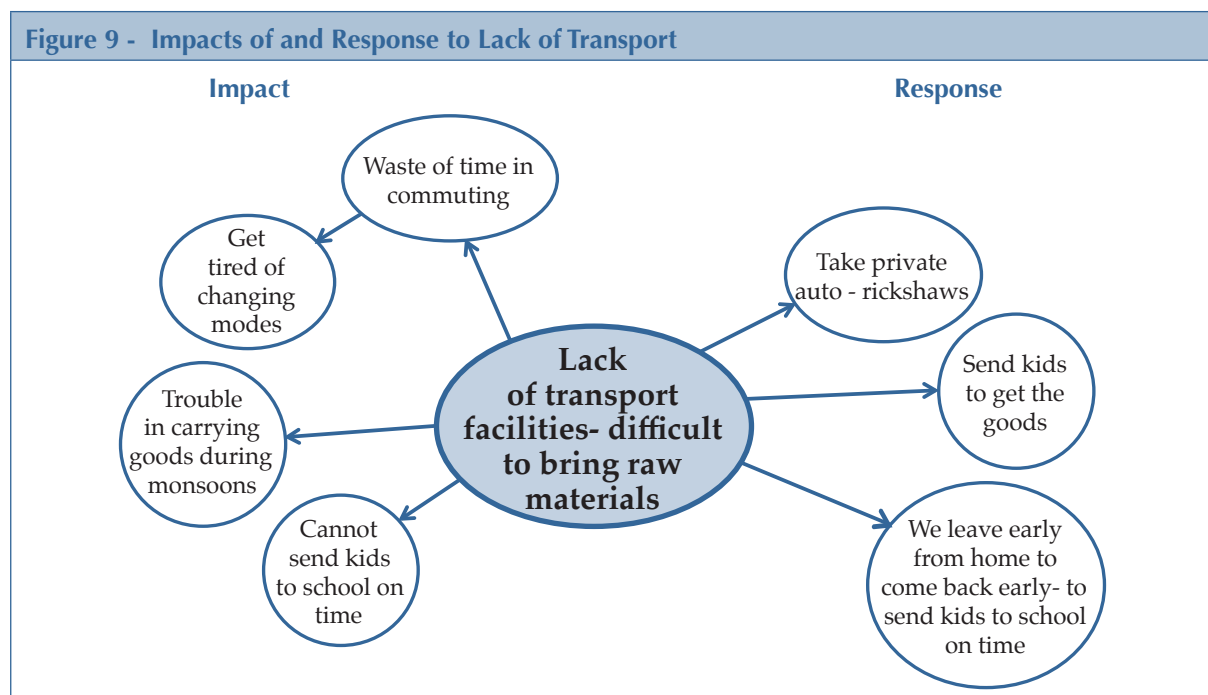 Figure 9 - Impacts of and Response to Lack of Transport
Impact
Response
Waste of time in
commuting
Get
tired of
changing
modes
Trouble
in carrying
goods during
monsoons
Cannot
send kids
to school on
time
Lack
of transport
facilities- difficult
to bring raw
materials
Take private
auto - rickshaws
Send kids
to get the
goods
We leave early
from home to
come back early- to
send kids to school
on time